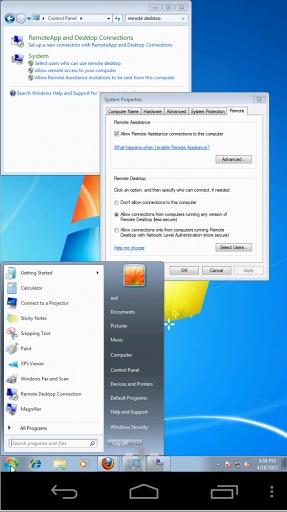 Control Panel
remote desktop
RemoteApp and Desktop Connections
Set up a new connection with RemoteApp and Desktop Connections
System
Select users who can use remote desktop
Allow remote access to your computer
Allow Remote Assistance invitations to be sent from this computer
Search Windows Help and Support for
System Properties
Computer Name
Hardware
Advanced
System Protection
Remote
Remote Assistance
Allow Remote Assistance connections to this computer
What happens when I enable Remote Assistance?
Advanced...
Remote Desktop
Click an option, and then specify who can connect, if needed.
Don't allow connections to this computer
Allow connections from computers running any version of
Remote Desktop (less secure)
Allow connections only from computers running Remote
Desktop with Network Level Authentication (more secure)
Help me choose
Select Users...
OK
Cancel
Apply
Getting Started
Calculator
Connect to a Projector
Sticky Notes
Snipping Tool
Paint
XPS Viewer
Windows Fax and Scan
Remote Desktop Connection
Magnifier
All Programs
Search programs and files
Documents
Pictures
Music
Computer
Control Panel
Devices and Printers
Default Programs
Help and Support
Windows Security
Log off
9:50 PM